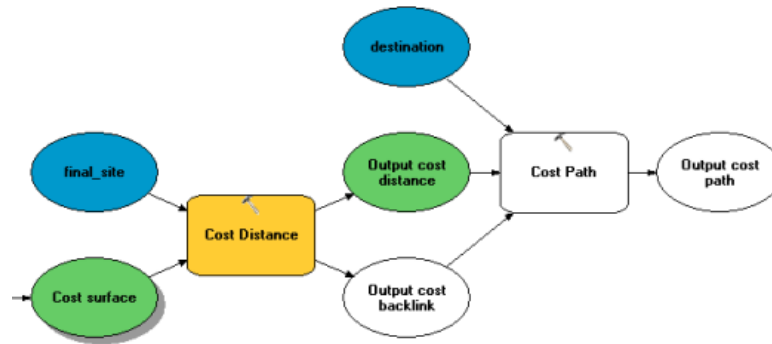 destination
final_site
Output cost
distance
Cost Path
Output cost
path
Cost Distance
Cost surface
Output cost
backlink